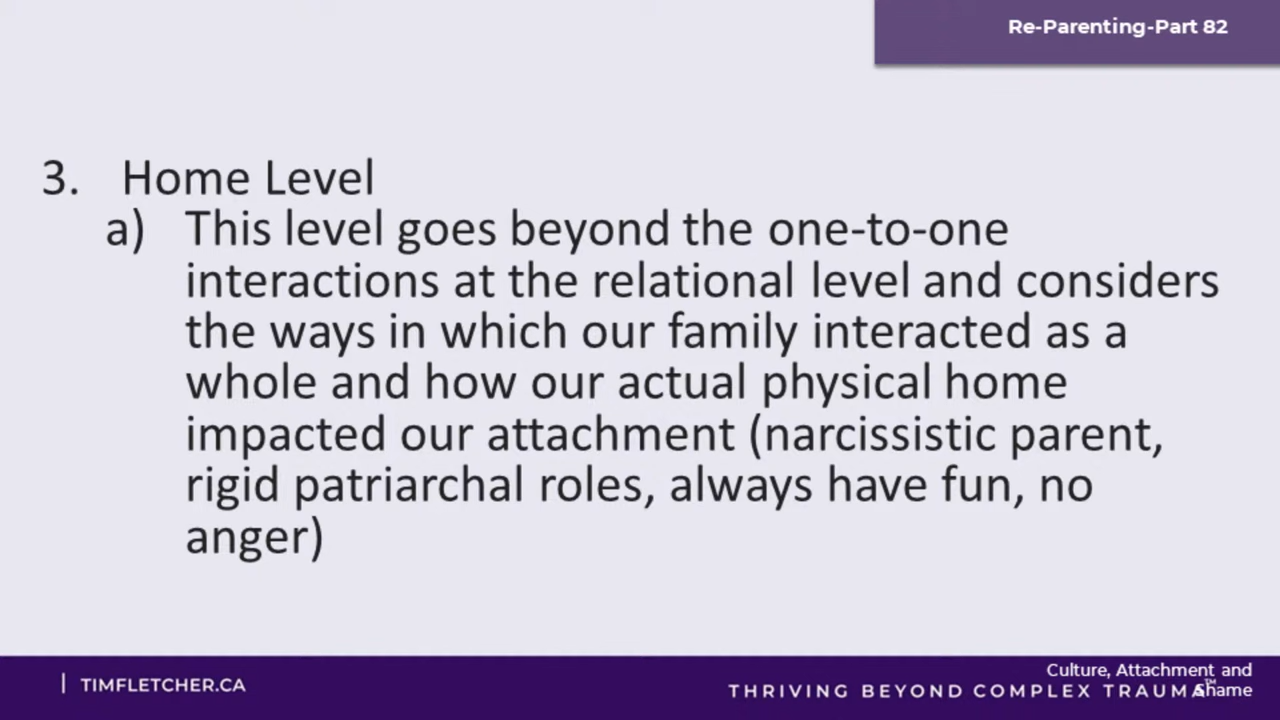 Re-Parenting-Part 82
3. Home Level
a) This level goes beyond the one-to-one
interactions at the relational level and considers
the ways in which our family interacted as a
whole and how our actual physical home
impacted our attachment (narcissistic parent,
rigid patriarchal roles, always have fun, no
anger)
| TIMFLETCHER.CA
Culture, Attachment and
Shame
THRIVING BEYOND COMPLEX TRAUMA™